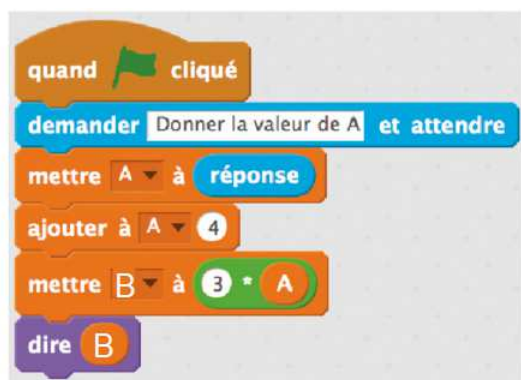 quand cliqué
demander Donner la valeur de A et attendre
mettre A à réponse
ajouter à A 4
mettre B à 3 * A
dire B